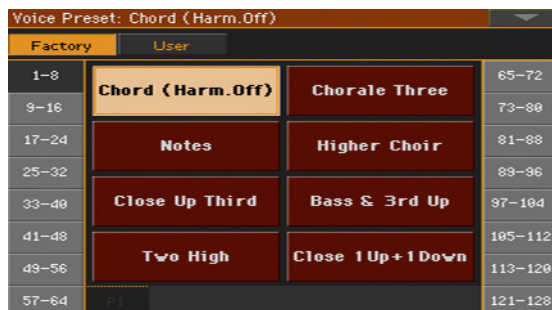 Voice Preset: Chord (Harm.Off)
Factory User
1-8
9-16
17-24
25-32
33-40
41-48
49-56
57-64
Chord (Harm.Off) Chorale Three
Notes Higher Choir
Close Up Third Bass & 3rd Up
Two High Close 1Up+1Down
P1
65-72
73-80
81-88
89-96
97-104
105-112
113-120
121-128